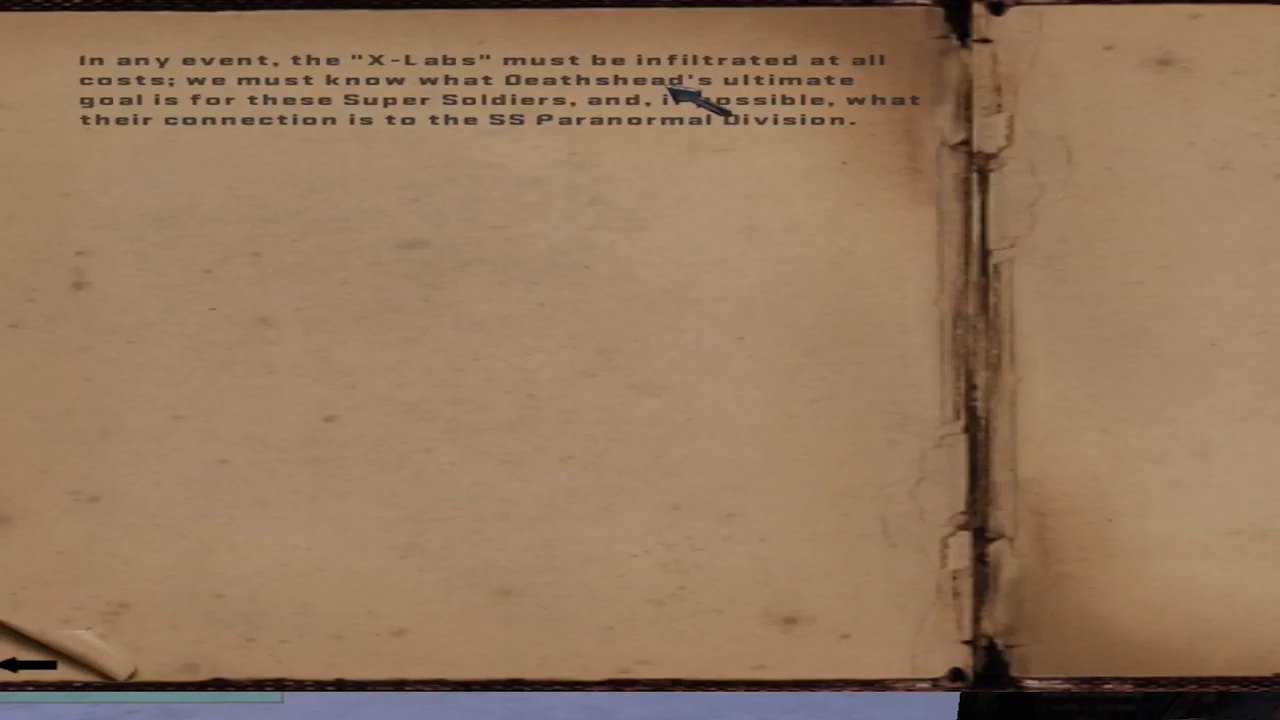 In any event, the "X-Labs" must be infiltrated at all
costs; we must know what Deathshead's ultimate
goal is for these Super Soldiers, and, if possible, what
their connection is to the SS Paranormal Division.